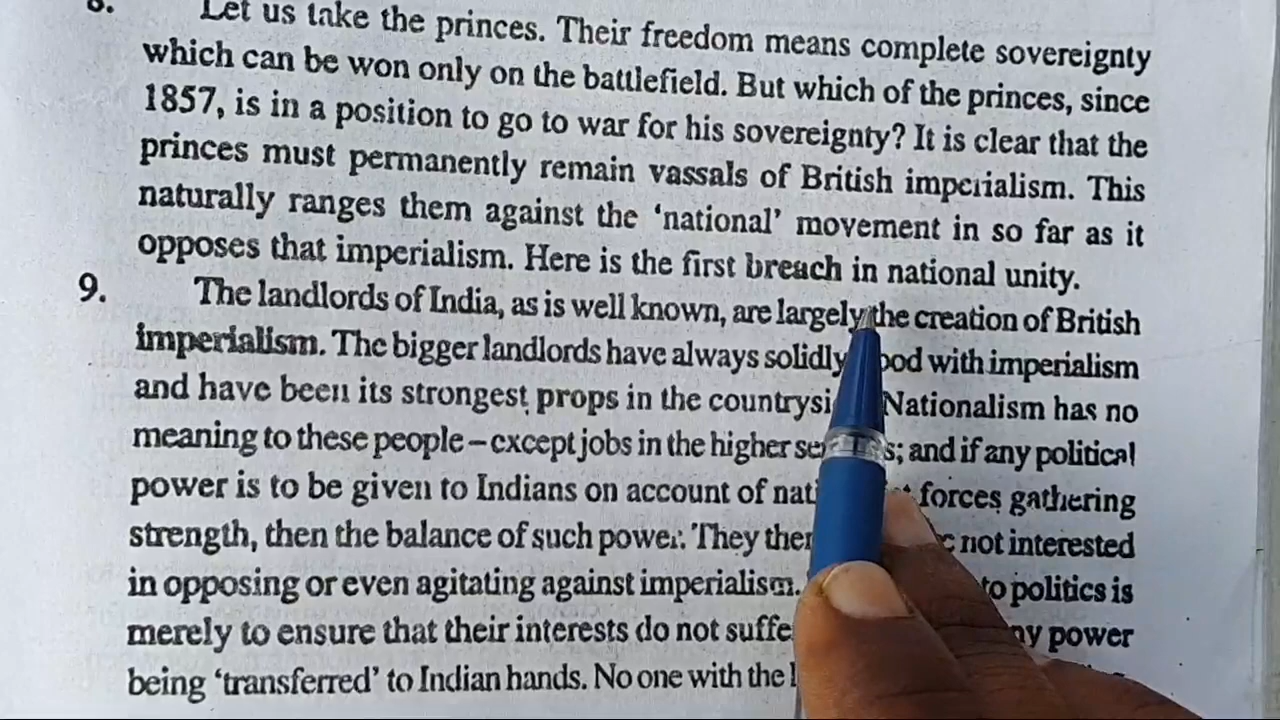 8. Let us take the princes. Their freedom means complete sovereignty
which can be won only on the battlefield. But which of the princes, since
1857, is in a position to go to war for his sovereignty? It is clear that the
princes must permanently remain vassals of British imperialism. This
naturally ranges them against the ‘national’ movement in so far as it
opposes that imperialism. Here is the first breach in national unity.
9. The landlords of India, as is well known, are largely the creation of British
imperialism. The bigger landlords have always solidly with imperialism
and have been its strongest props in the Nationalism has no
meaning to these people – except jobs in the higher and if any political
power is to be given to Indians on account of forces gathering
strength, then the balance of such power. They not interested
in opposing or even agitating against imperialism. to politics is
merely to ensure that their interests do not power
being ‘transferred’ to Indian hands. No one with the